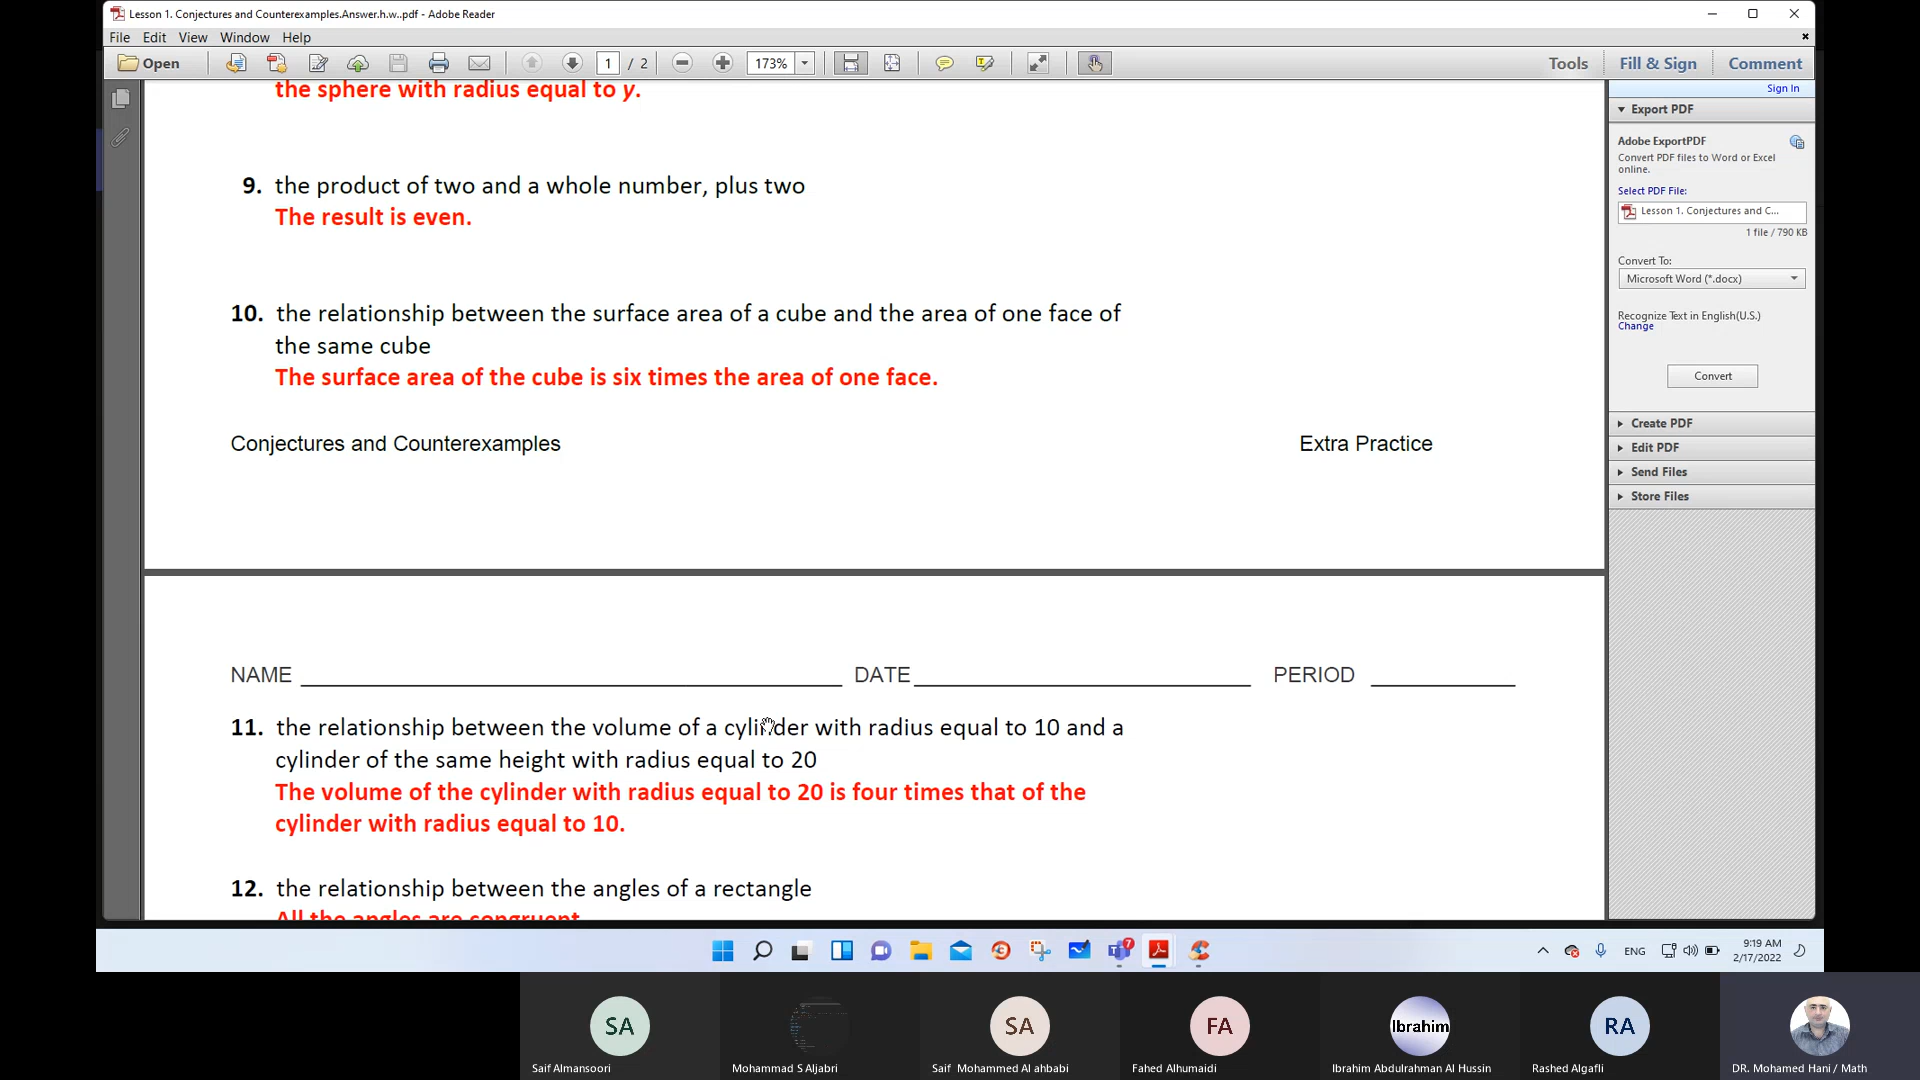 Lesson 1. Conjectures and Counterexamples.Answer.h.w..pdf - Adobe Reader
File Edit View Window Help
Open 1 / 2 173% Tools Fill & Sign Comment
the sphere with radius equal to y.
9. the product of two and a whole number, plus two
The result is even.
10. the relationship between the surface area of a cube and the area of one face of
the same cube
The surface area of the cube is six times the area of one face.
Conjectures and Counterexamples Extra Practice
NAME DATE PERIOD
11. the relationship between the volume of a cylinder with radius equal to 10 and a
cylinder of the same height with radius equal to 20
The volume of the cylinder with radius equal to 20 is four times that of the
cylinder with radius equal to 10.
12. the relationship between the angles of a rectangle
All the angles are congruent
Sign In
Export PDF
Adobe ExportPDF
Convert PDF files to Word or Excel
online.
Select PDF File:
Lesson 1. Conjectures and C...
1 file / 790 KB
Convert To:
Microsoft Word (*.docx)
Recognize Text in English(U.S.)
Change
Convert
Create PDF
Edit PDF
Send Files
Store Files
7
ENG
9:19 AM
2/17/2022
SA SA FA Ibrahim RA
Saif Almansoori Mohammad S Aljabri Saif Mohammed Al ahbabi Fahed Alhumaidi Ibrahim Abdulrahman Al Hussin Rashed Algafli DR. Mohamed Hani / Math